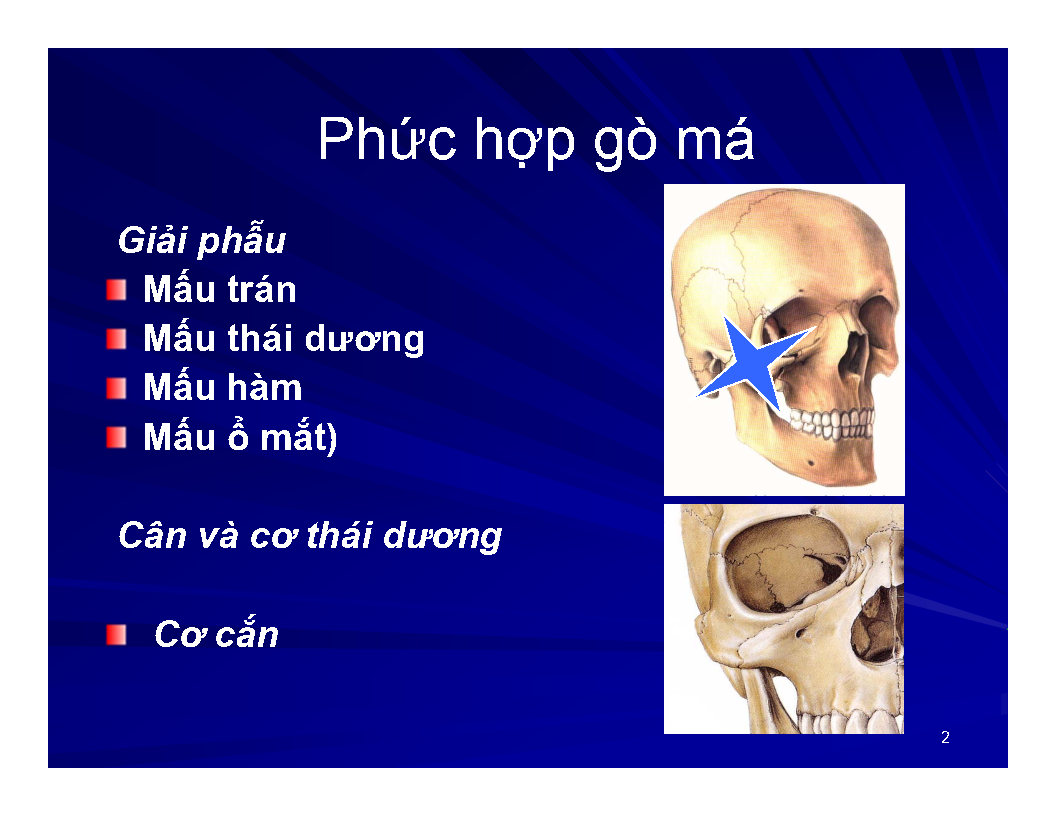 Phức hợp gò má
Giải phẫu
Mấu trán
Mấu thái dương
Mấu hàm
Mấu ổ mắt)
Cân và cơ thái dương
Cơ cắn
2